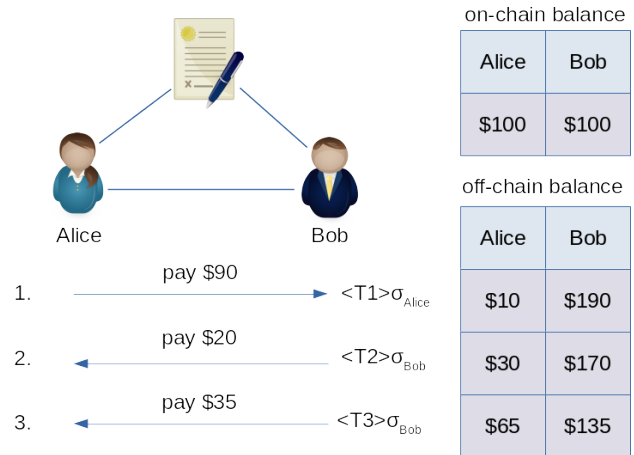 on-chain balance
Alice Bob
$100 $100
off-chain balance
Alice Bob
$10 $190
$30 $170
$65 $135
Alice Bob
1. pay $90 <T1>σAlice
2. pay $20 <T2>σBob
3. pay $35 <T3>σBob